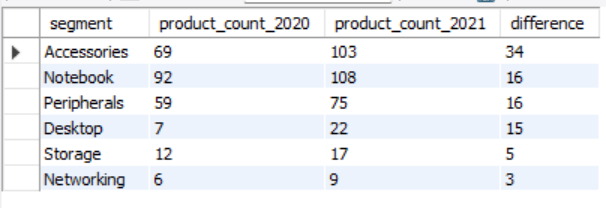 segment product_count_2020 product_count_2021 difference
Accessories 69 103 34
Notebook 92 108 16
Peripherals 59 75 16
Desktop 7 22 15
Storage 12 17 5
Networking 6 9 3